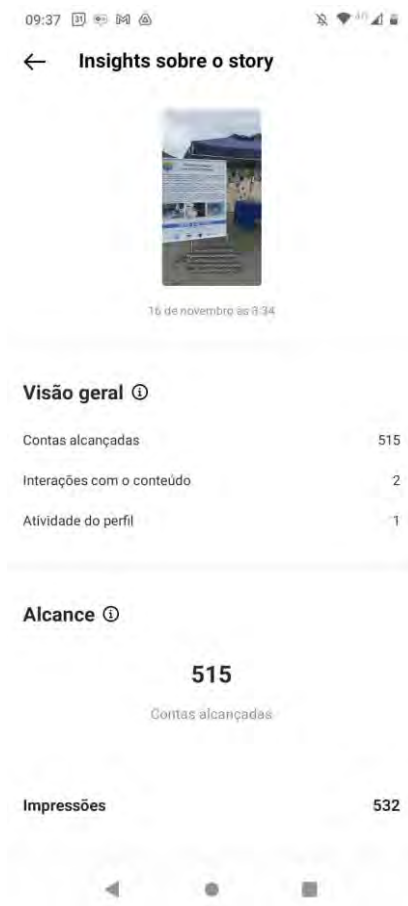 09:37
Insights sobre o story
16 de novembro às 8:34
Visão geral
Contas alcançadas 515
Interações com o conteúdo 2
Atividade do perfil 1
Alcance
515
Contas alcançadas
Impressões 532